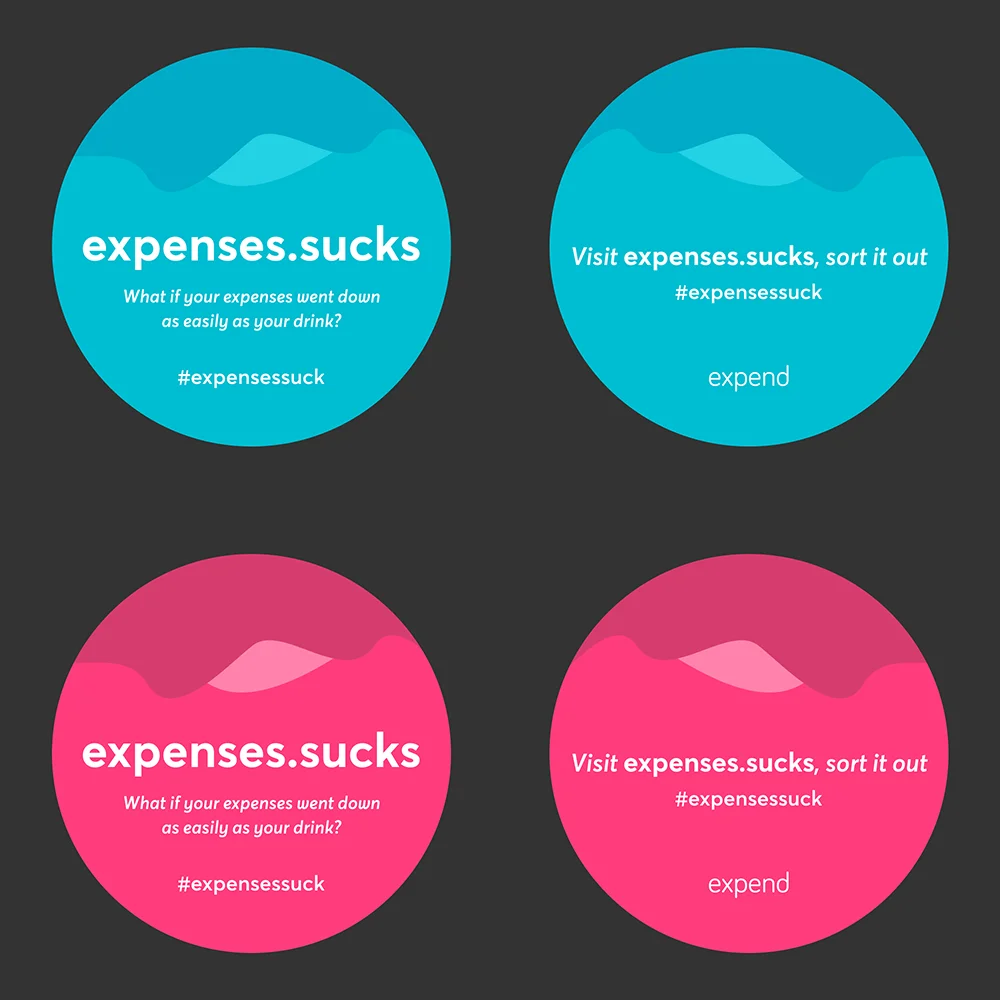 expenses.sucks
What if your expenses went down
as easily as your drink?
#expensessuck
Visit expenses.sucks, sort it out
#expensessuck
expend
expenses.sucks
What if your expenses went down
as easily as your drink?
#expensessuck
Visit expenses.sucks, sort it out
#expensessuck
expend